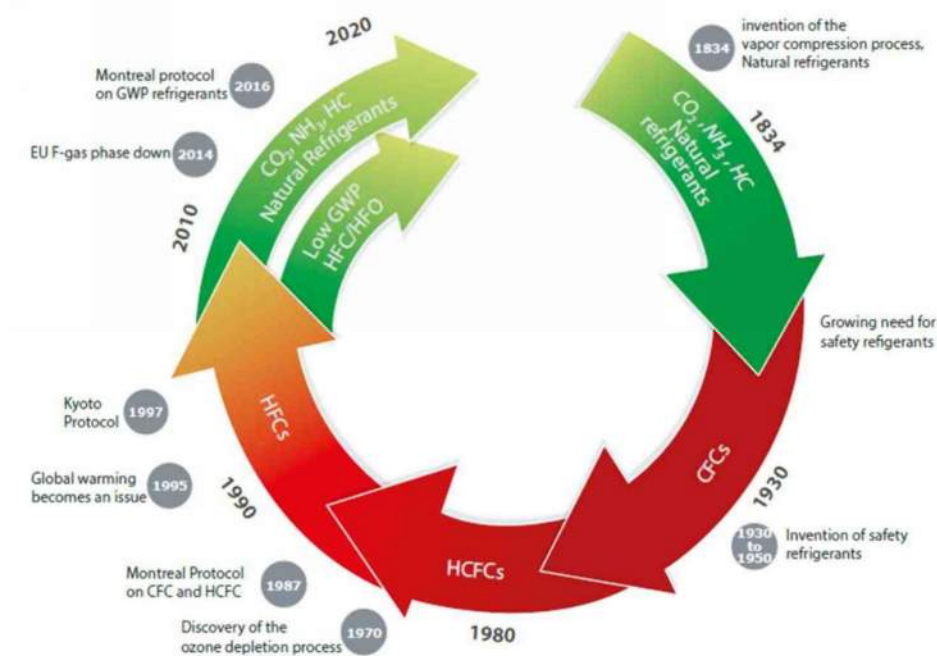 2020
1834
invention of the
vapor compression process,
Natural refrigerants
CO2, NH3, HC
Natural
refrigerants
1834
Growing need for
safety refigerants
CFCs
1930
1930
to
1950
Invention of safety
refrigerants
HCFCs
1980
Discovery of the
ozone depletion process
1970
Montreal Protocol
on CFC and HCFC
1987
1990
Global warming
becomes an issue
1995
Kyoto
Protocol
1997
HFCs
2010
EU F-gas phase down
2014
Montreal protocol
on GWP refrigerants
2016
CO2, NH3, HC
Natural Refrigerants
Low GWP
HFC/HFO